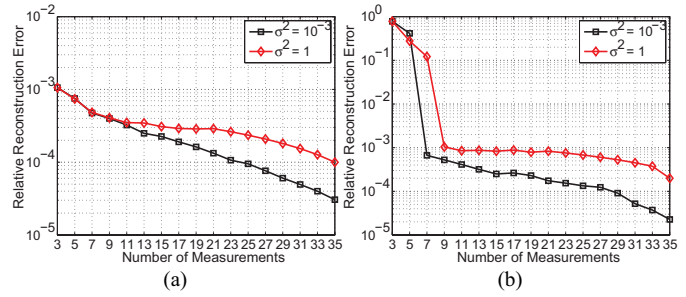 10^-2
10^-3
10^-4
10^-5
Relative Reconstruction Error
σ² = 10^-3
σ² = 1
3 5 7 9 11 13 15 17 19 21 23 25 27 29 31 33 35
Number of Measurements
(a)
10^0
10^-1
10^-2
10^-3
10^-4
10^-5
Relative Reconstruction Error
σ² = 10^-3
σ² = 1
3 5 7 9 11 13 15 17 19 21 23 25 27 29 31 33 35
Number of Measurements
(b)